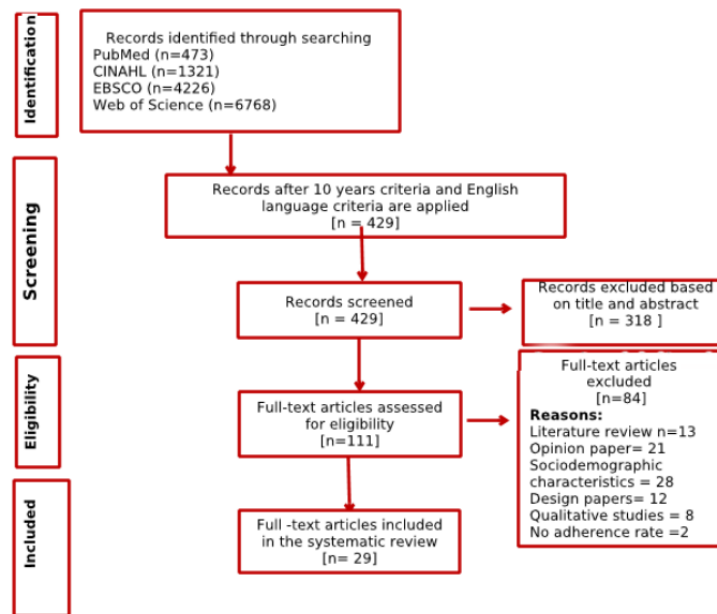 Identification
Records identified through searching
PubMed (n=473)
CINAHL (n=1321)
EBSCO (n=4226)
Web of Science (n=6768)
Screening
Records after 10 years criteria and English
language criteria are applied
[n = 429]
Records screened
[n = 429]
Records excluded based
on title and abstract
[n = 318 ]
Eligibility
Full-text articles assessed
for eligibility
[n=111]
Full-text articles
excluded
[n=84]
Reasons:
Literature review n=13
Opinion paper= 21
Sociodemographic
characteristics = 28
Design papers= 12
Qualitative studies = 8
No adherence rate =2
Included
Full -text articles included
in the systematic review
[n= 29]